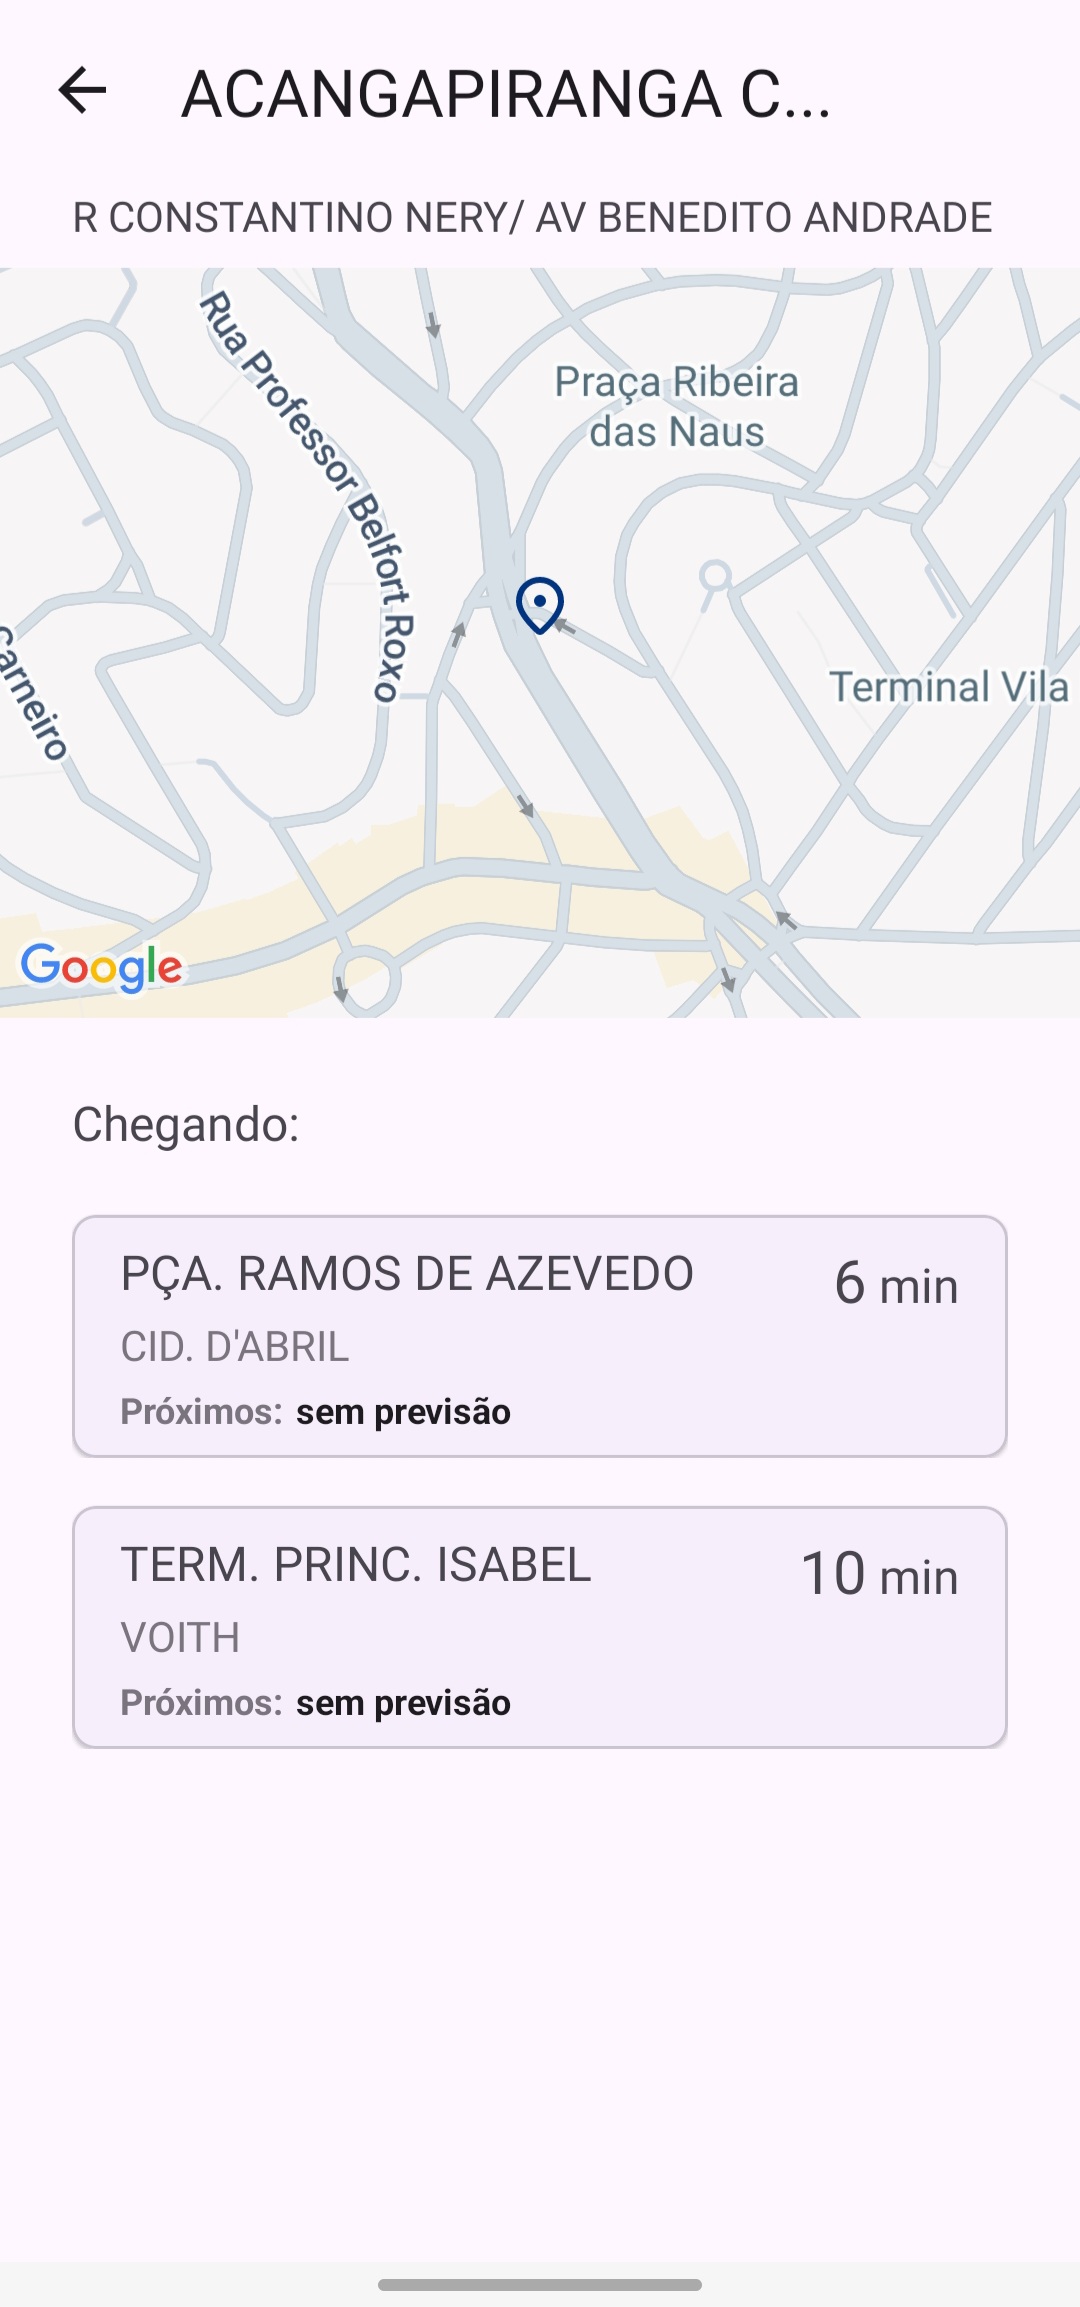 ACANGAPIRANGA C...
R CONSTANTINO NERY/ AV BENEDITO ANDRADE
Rua Professor Belfort Roxo
Praça Ribeira
das Naus
Terminal Vila
Carneiro
Google
Chegando:
PÇA. RAMOS DE AZEVEDO
6 min
CID. D'ABRIL
Próximos: sem previsão
TERM. PRINC. ISABEL
10 min
VOITH
Próximos: sem previsão